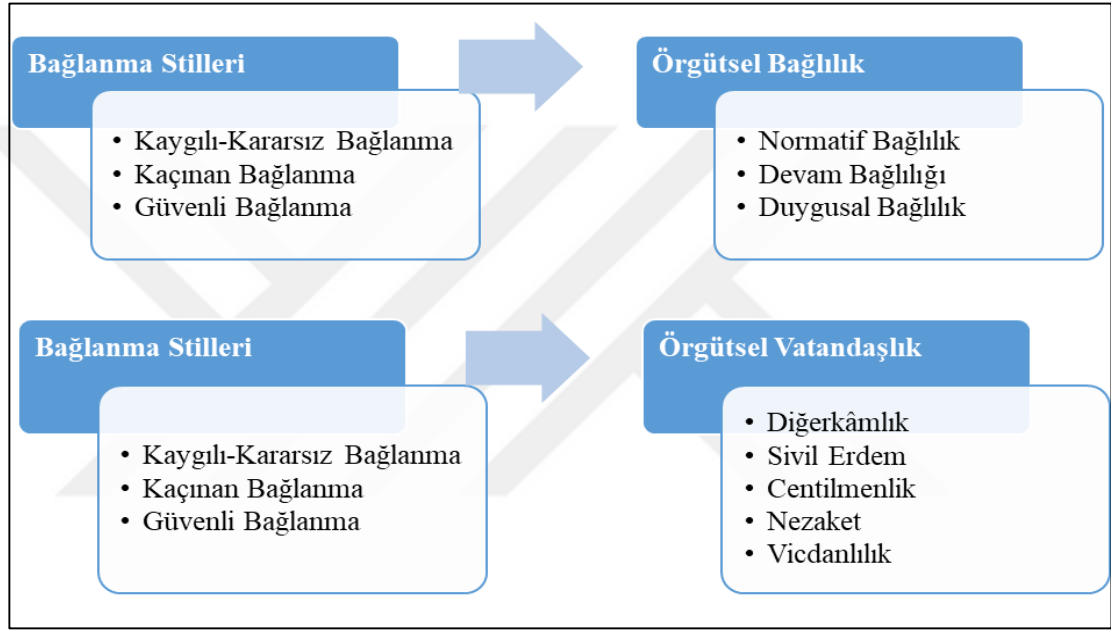 Bağlanma Stilleri
• Kaygılı-Kararsız Bağlanma
• Kaçınan Bağlanma
• Güvenli Bağlanma
Örgütsel Bağlılık
• Normatif Bağlılık
• Devam Bağlılığı
• Duygusal Bağlılık
Bağlanma Stilleri
• Kaygılı-Kararsız Bağlanma
• Kaçınan Bağlanma
• Güvenli Bağlanma
Örgütsel Vatandaşlık
• Diğerkâmlık
• Sivil Erdem
• Centilmenlik
• Nezaket
• Vicdanlılık